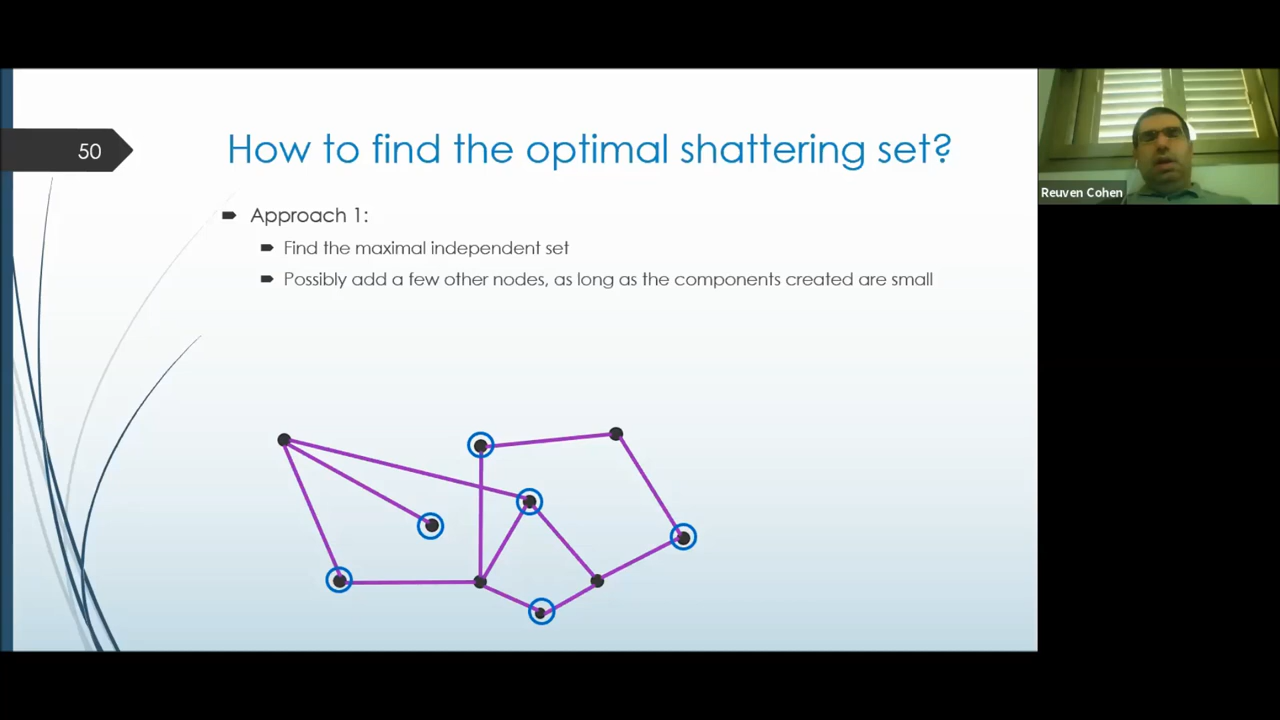 50
How to find the optimal shattering set?
Approach 1:
Find the maximal independent set
Possibly add a few other nodes, as long as the components created are small
Reuven Cohen